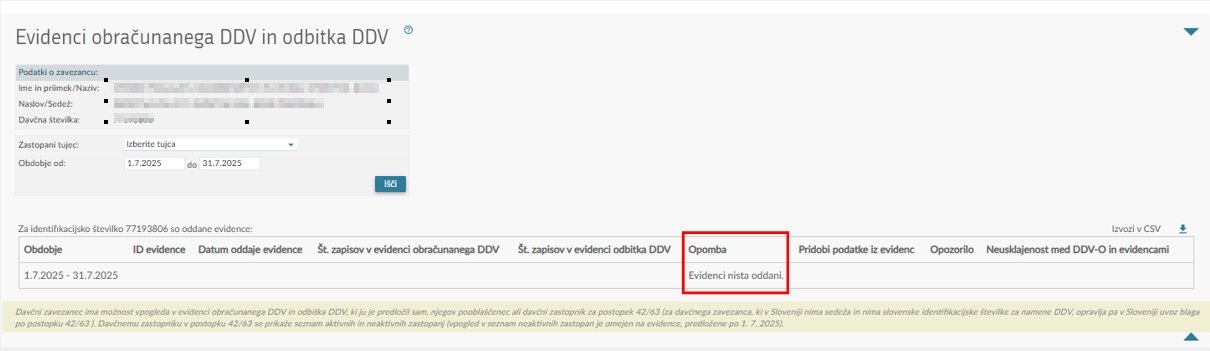 Evidenci obračunanega DDV in odbitka DDV
Podatki o zavezancu:
Ime in priimek/Naziv:
Naslov/Sedež:
Davčna številka:
Zastopani tujec: Izberite tujca
Obdobje od: 1.7.2025 do 31.7.2025
Išči
Za identifikacijsko številko 77193806 so oddane evidence:
Izvozi v CSV
Obdobje ID evidence Datum oddaje evidence Št. zapisov v evidenci obračunanega DDV Št. zapisov v evidenci odbitka DDV Opomba Pridobi podatke iz evidenc Opozorilo Neusklajenost med DDV-O in evidencami
1.7.2025 - 31.7.2025 Evidenci nista oddani.
Davčni zavezanec ima možnost vpogleda v evidenci obračunanega DDV in odbitka DDV, ki ju je predložil sam, njegov pooblaščenec ali davčni zastopnik za postopek 42/63 (za davčnega zavezanca, ki v Sloveniji nima sedeža in nima slovenske identifikacijske številke za namene DDV, opravlja pa v Sloveniji uvoz blaga
po postopku 42/63 ). Davčnemu zastopniku v postopku 42/63 se prikaže seznam aktivnih in neaktivnih zastopanj (vpogled v seznam neaktivnih zastopan je omejen na evidence, predložene po 1. 7. 2025).